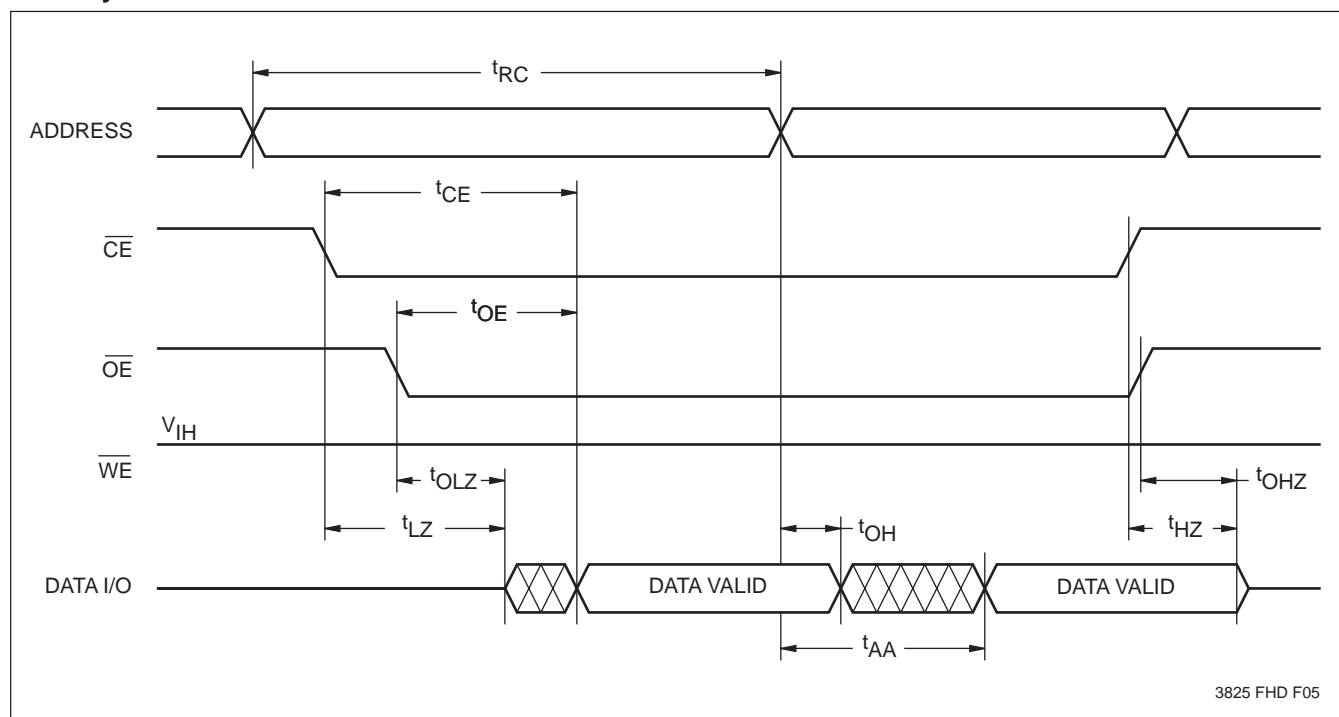 tRC
ADDRESS
tCE
CE
tOE
OE
VIH
WE
tOLZ
tOHZ
tLZ
tOH
tHZ
DATA I/O
DATA VALID
DATA VALID
tAA
3825 FHD F05